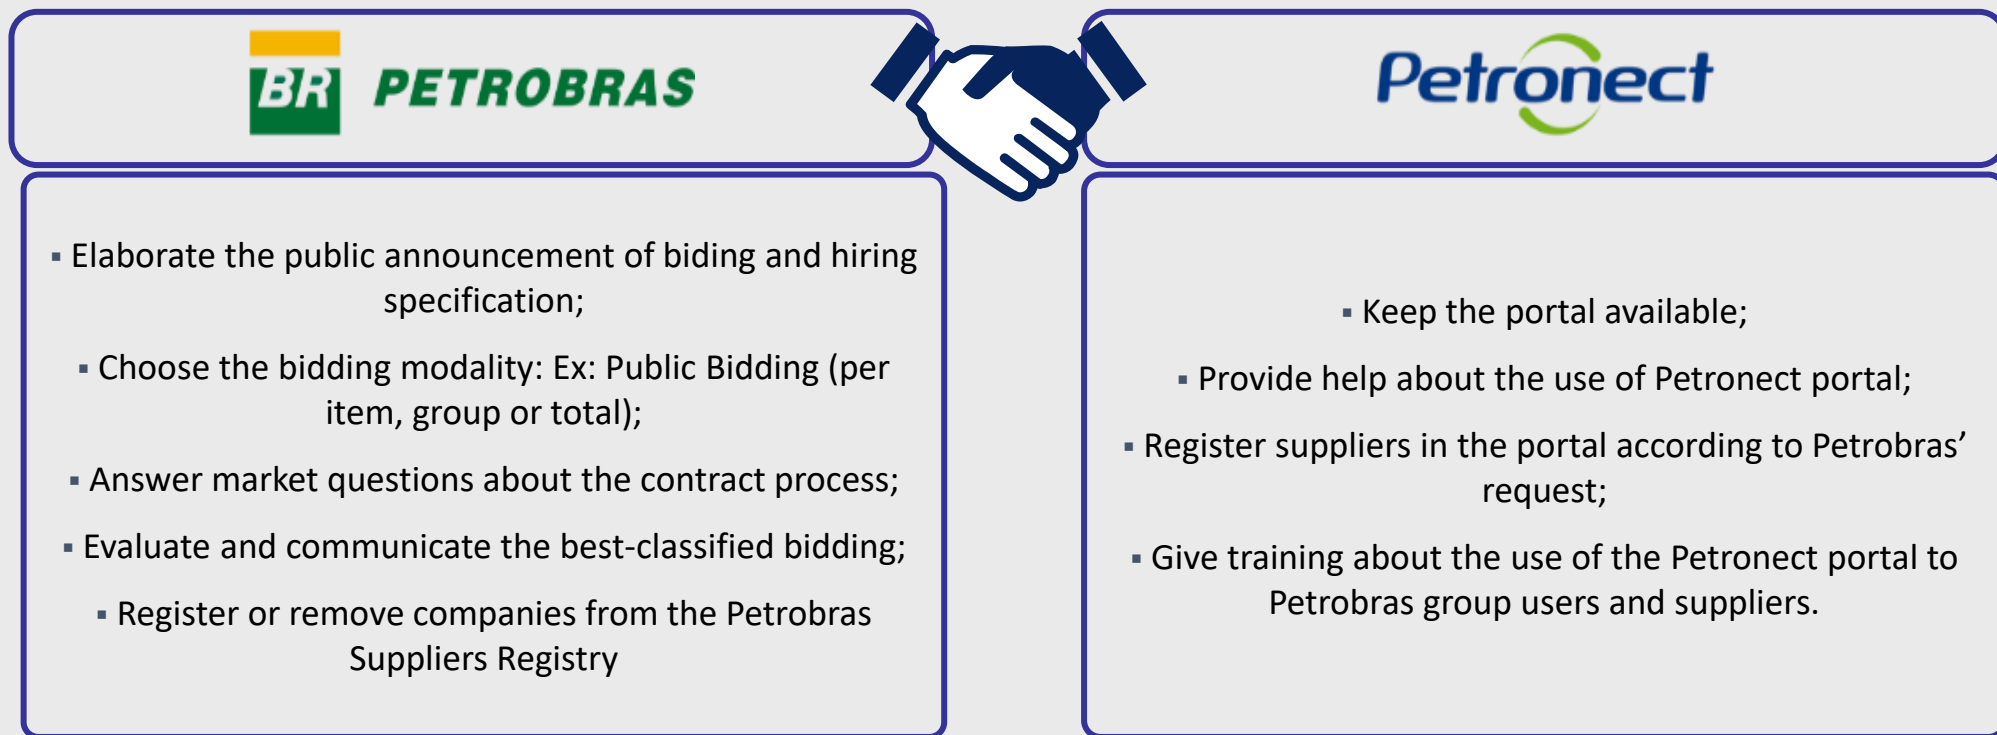 BR PETROBRAS
Petronect
▪ Elaborate the public announcement of biding and hiring
specification;
▪ Choose the bidding modality: Ex: Public Bidding (per
item, group or total);
▪ Answer market questions about the contract process;
▪ Evaluate and communicate the best-classified bidding;
▪ Register or remove companies from the Petrobras
Suppliers Registry
▪ Keep the portal available;
▪ Provide help about the use of Petronect portal;
▪ Register suppliers in the portal according to Petrobras’
request;
▪ Give training about the use of the Petronect portal to
Petrobras group users and suppliers.